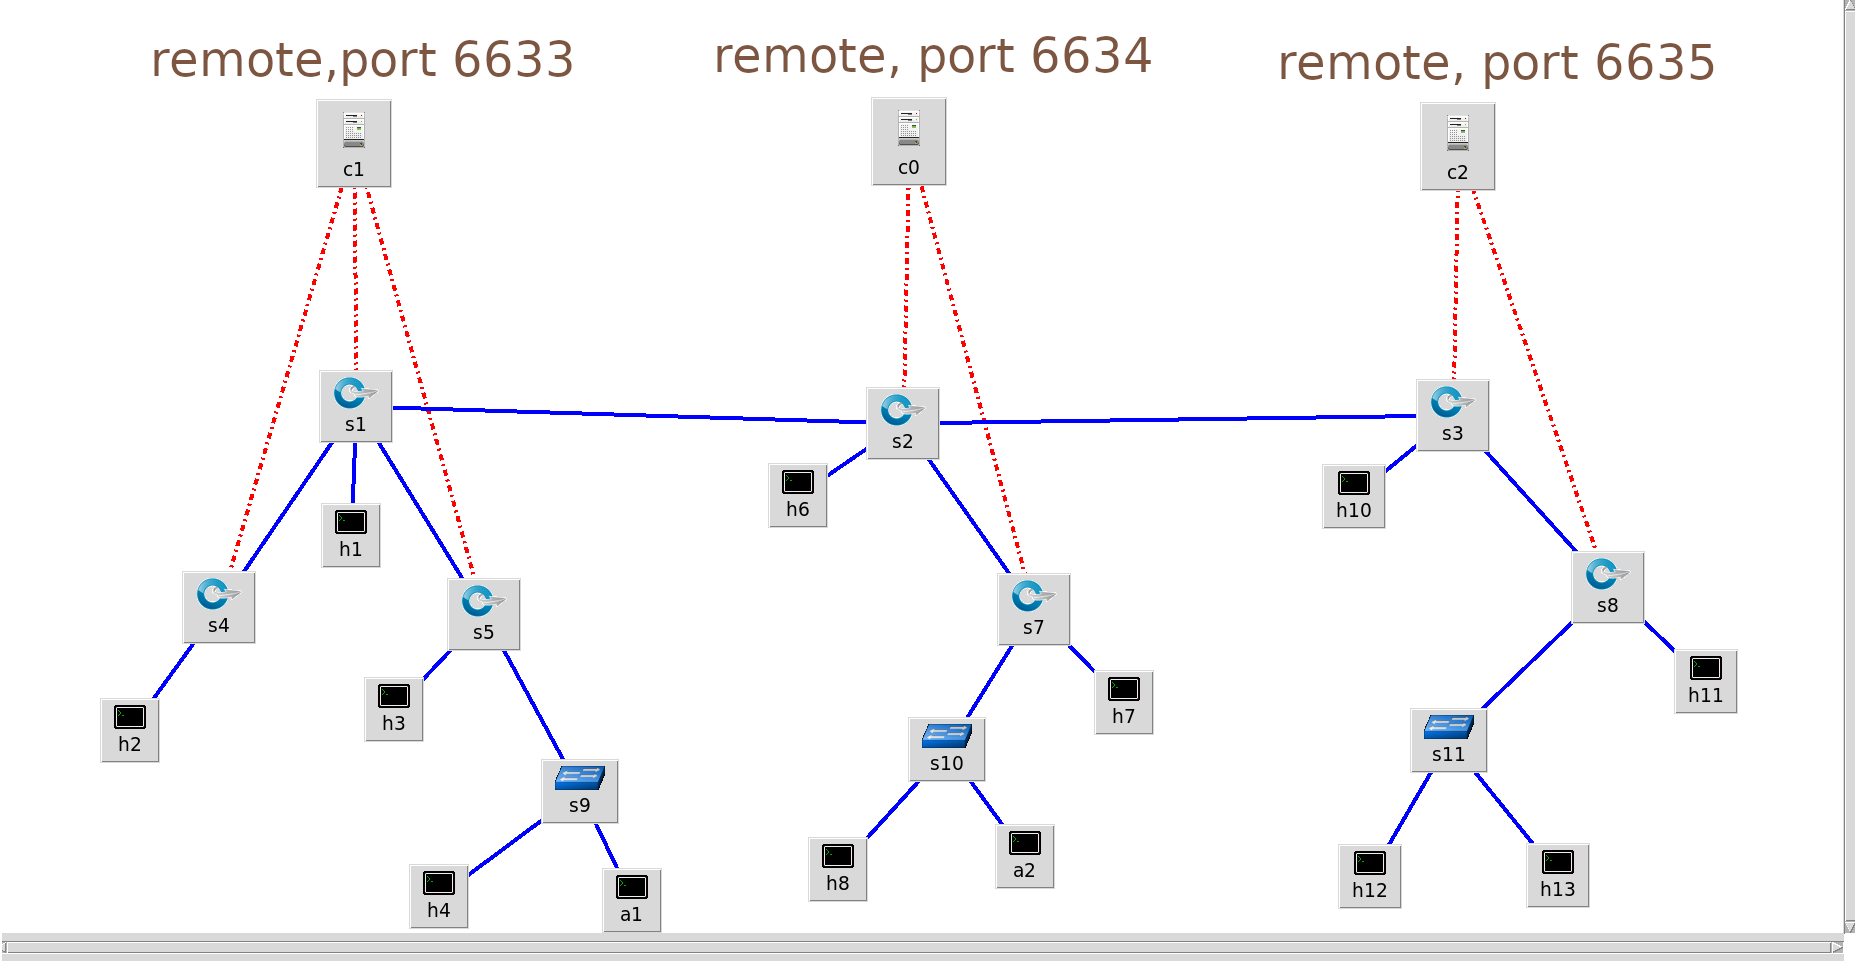 remote,port 6633
remote, port 6634
remote, port 6635
c1
c0
c2
s1
s2
s3
h6
h10
h1
s4
s5
s7
s8
h2
h3
h7
h11
s9
s10
s11
h4
a1
h8
a2
h12
h13